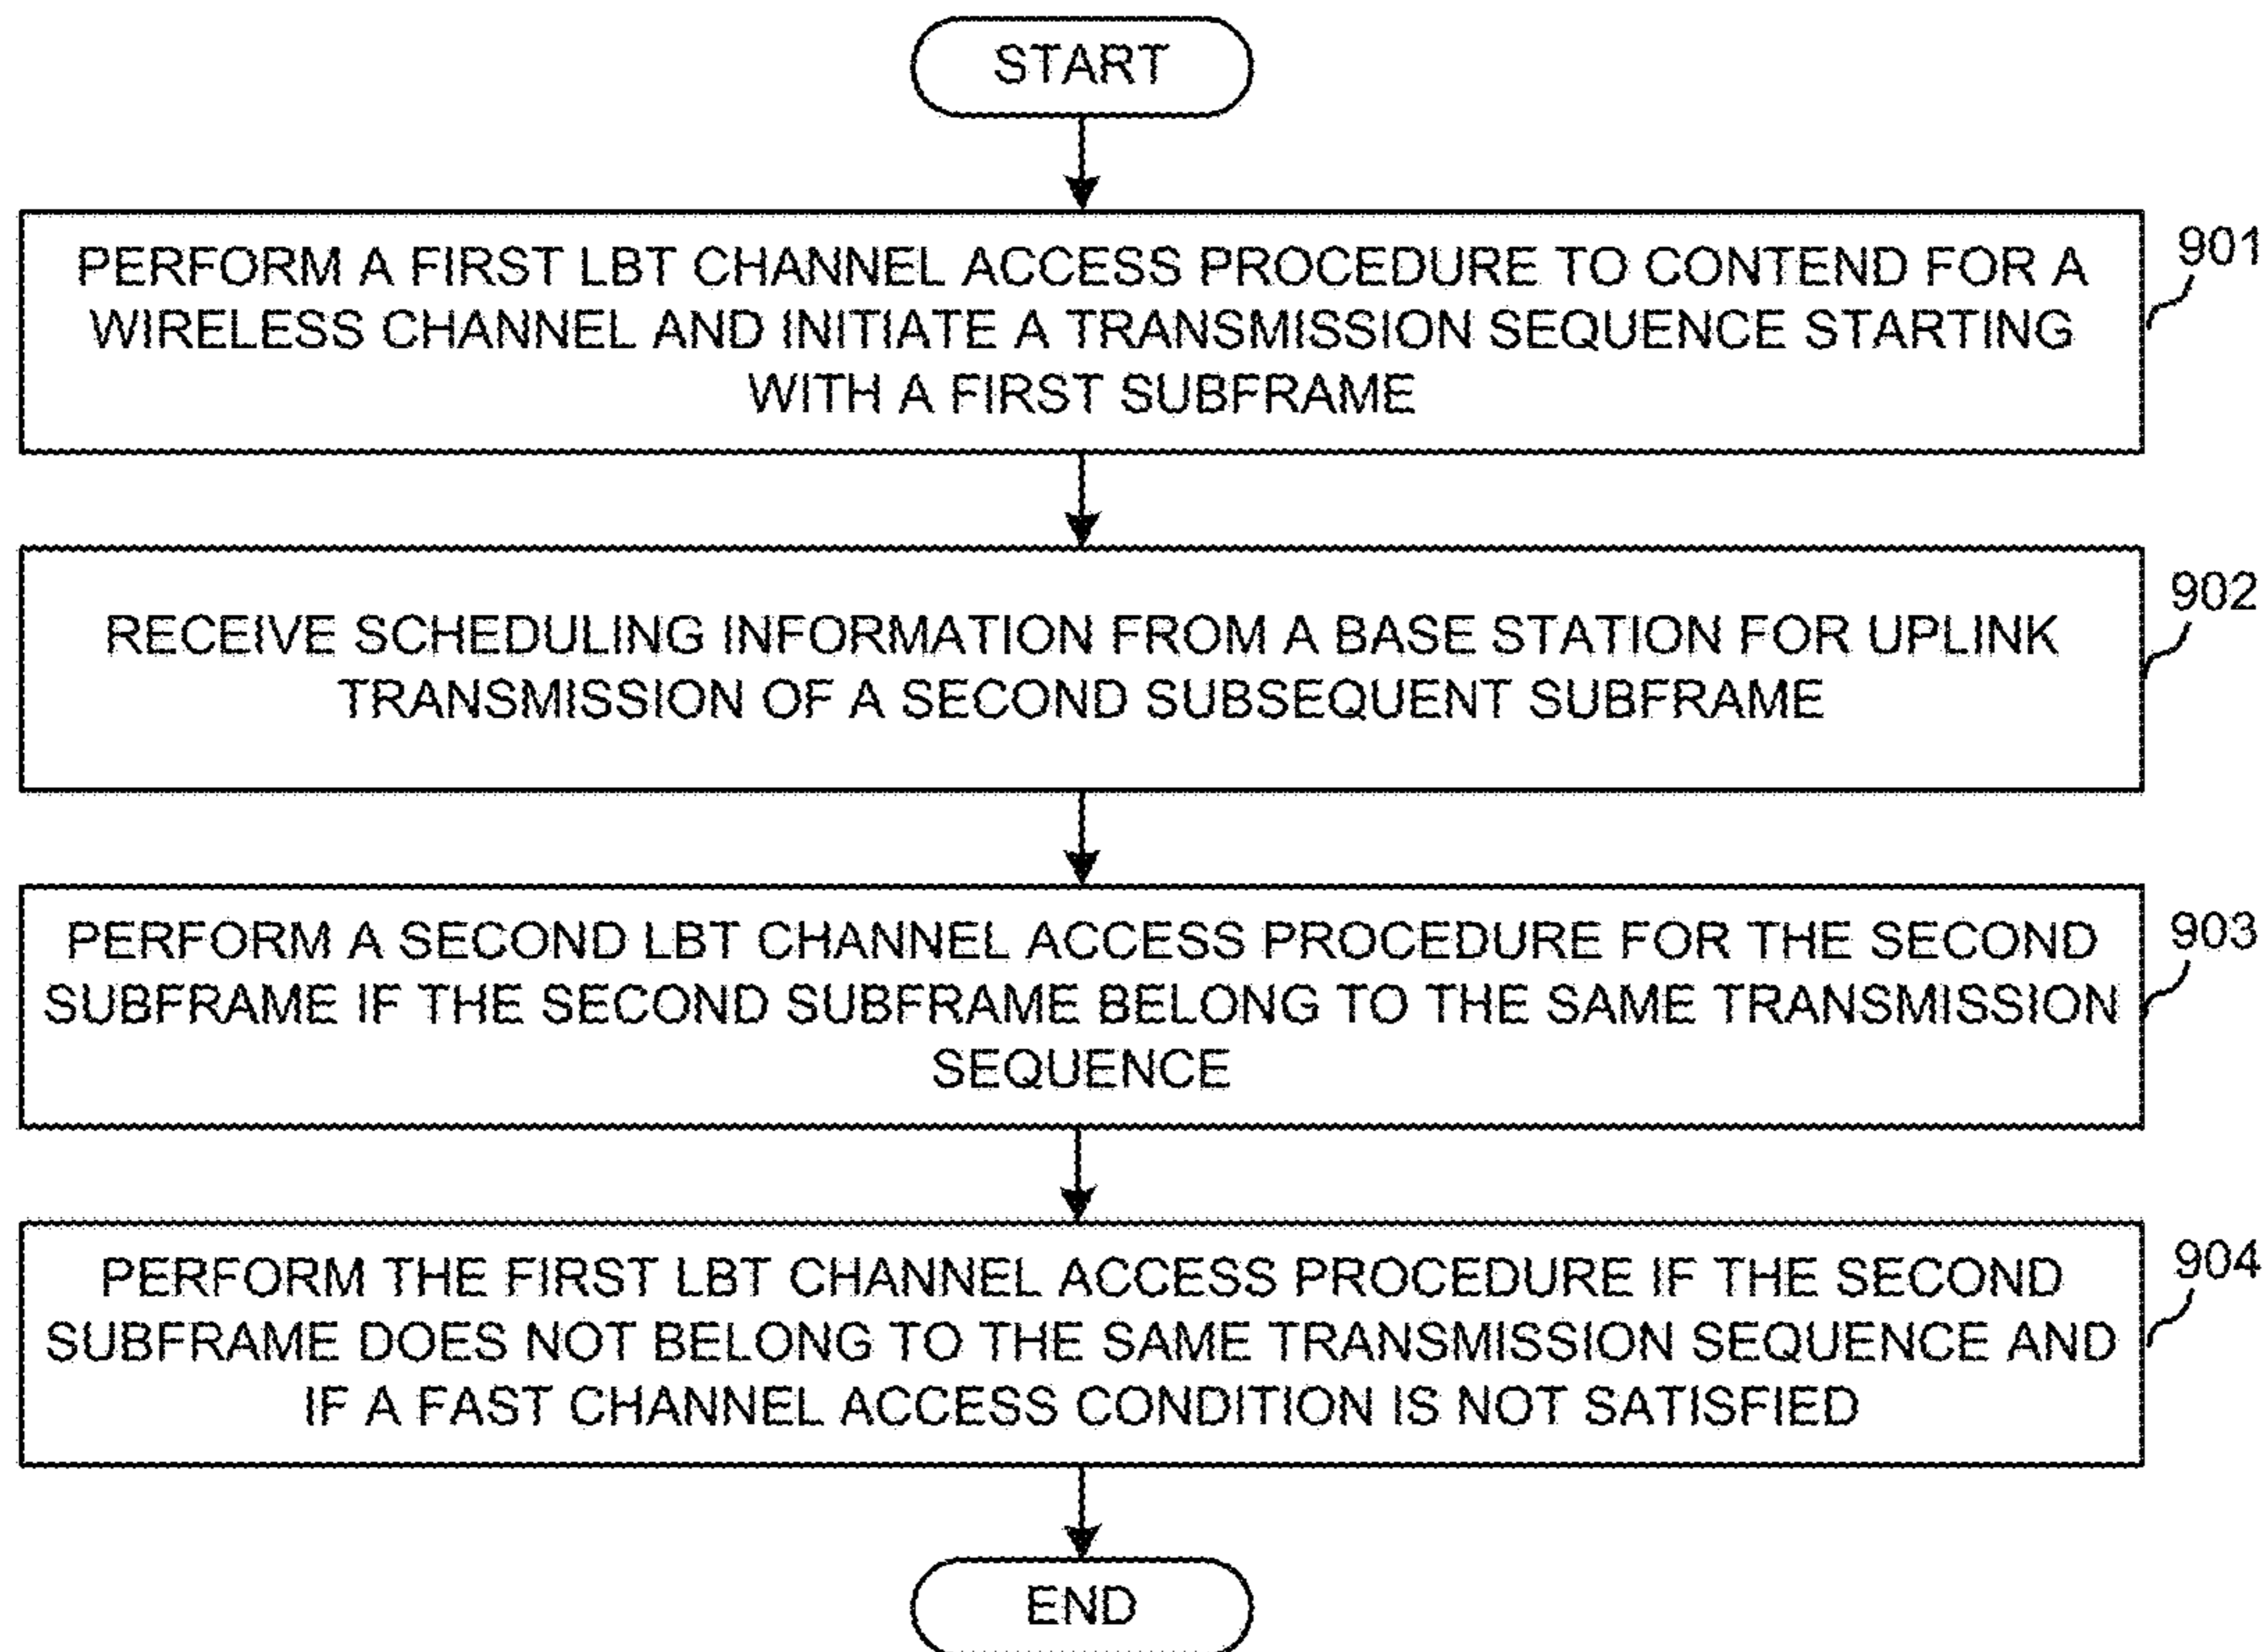 START
PERFORM A FIRST LBT CHANNEL ACCESS PROCEDURE TO CONTEND FOR A
WIRELESS CHANNEL AND INITIATE A TRANSMISSION SEQUENCE STARTING
WITH A FIRST SUBFRAME
901
RECEIVE SCHEDULING INFORMATION FROM A BASE STATION FOR UPLINK
TRANSMISSION OF A SECOND SUBSEQUENT SUBFRAME
902
PERFORM A SECOND LBT CHANNEL ACCESS PROCEDURE FOR THE SECOND
SUBFRAME IF THE SECOND SUBFRAME BELONG TO THE SAME TRANSMISSION
SEQUENCE
903
PERFORM THE FIRST LBT CHANNEL ACCESS PROCEDURE IF THE SECOND
SUBFRAME DOES NOT BELONG TO THE SAME TRANSMISSION SEQUENCE AND
IF A FAST CHANNEL ACCESS CONDITION IS NOT SATISFIED
904
END